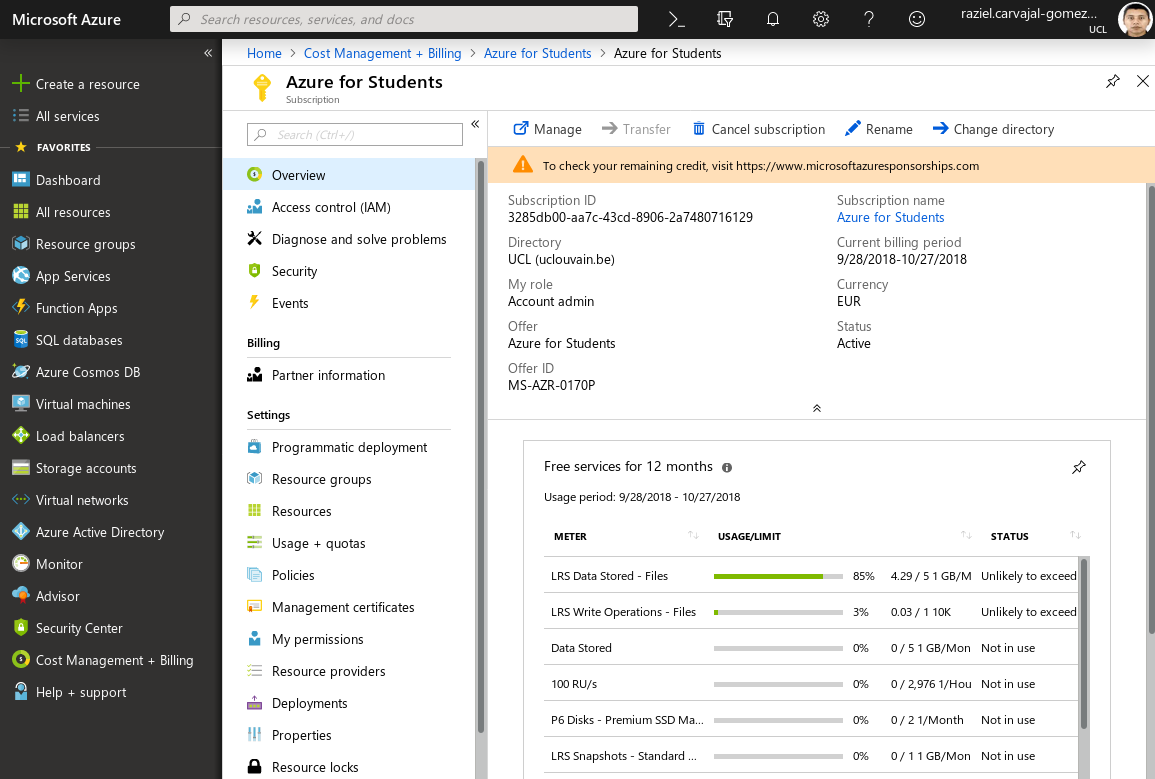 Microsoft Azure
Search resources, services, and docs
raziel.carvajal-gomez...
UCL
Create a resource
All services
FAVORITES
Dashboard
All resources
Resource groups
App Services
Function Apps
SQL databases
Azure Cosmos DB
Virtual machines
Load balancers
Storage accounts
Virtual networks
Azure Active Directory
Monitor
Advisor
Security Center
Cost Management + Billing
Help + support
Home > Cost Management + Billing > Azure for Students > Azure for Students
Azure for Students
Subscription
Search (Ctrl+/)
Overview
Access control (IAM)
Diagnose and solve problems
Security
Events
Billing
Partner information
Settings
Programmatic deployment
Resource groups
Resources
Usage + quotas
Policies
Management certificates
My permissions
Resource providers
Deployments
Properties
Resource locks
Manage Transfer Cancel subscription Rename Change directory
To check your remaining credit, visit https://www.microsoftazuresponsorships.com
Subscription ID
3285db00-aa7c-43cd-8906-2a7480716129
Directory
UCL (uclouvain.be)
My role
Account admin
Offer
Azure for Students
Offer ID
MS-AZR-0170P
Subscription name
Azure for Students
Current billing period
9/28/2018-10/27/2018
Currency
EUR
Status
Active
Free services for 12 months
Usage period: 9/28/2018 - 10/27/2018
METER USAGE/LIMIT STATUS
LRS Data Stored - Files 85% 4.29 / 5 1 GB/M Unlikely to exceed
LRS Write Operations - Files 3% 0.03 / 1 10K Unlikely to exceed
Data Stored 0% 0 / 5 1 GB/Mon Not in use
100 RU/s 0% 0 / 2,976 1/Hou Not in use
P6 Disks - Premium SSD Ma... 0% 0 / 2 1/Month Not in use
LRS Snapshots - Standard ... 0% 0 / 1 1 GB/Mon Not in use